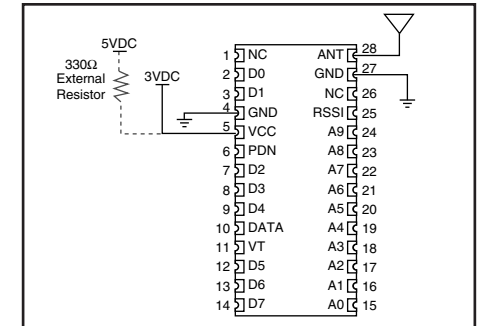 5VDC
330Ω
External
Resistor
3VDC
1 NC ANT 28
2 D0 GND 27
3 D1 NC 26
4 GND RSSI 25
5 VCC A9 24
6 PDN A8 23
7 D2 A7 22
8 D3 A6 21
9 D4 A5 20
10 DATA A4 19
11 VT A3 18
12 D5 A2 17
13 D6 A1 16
14 D7 A0 15